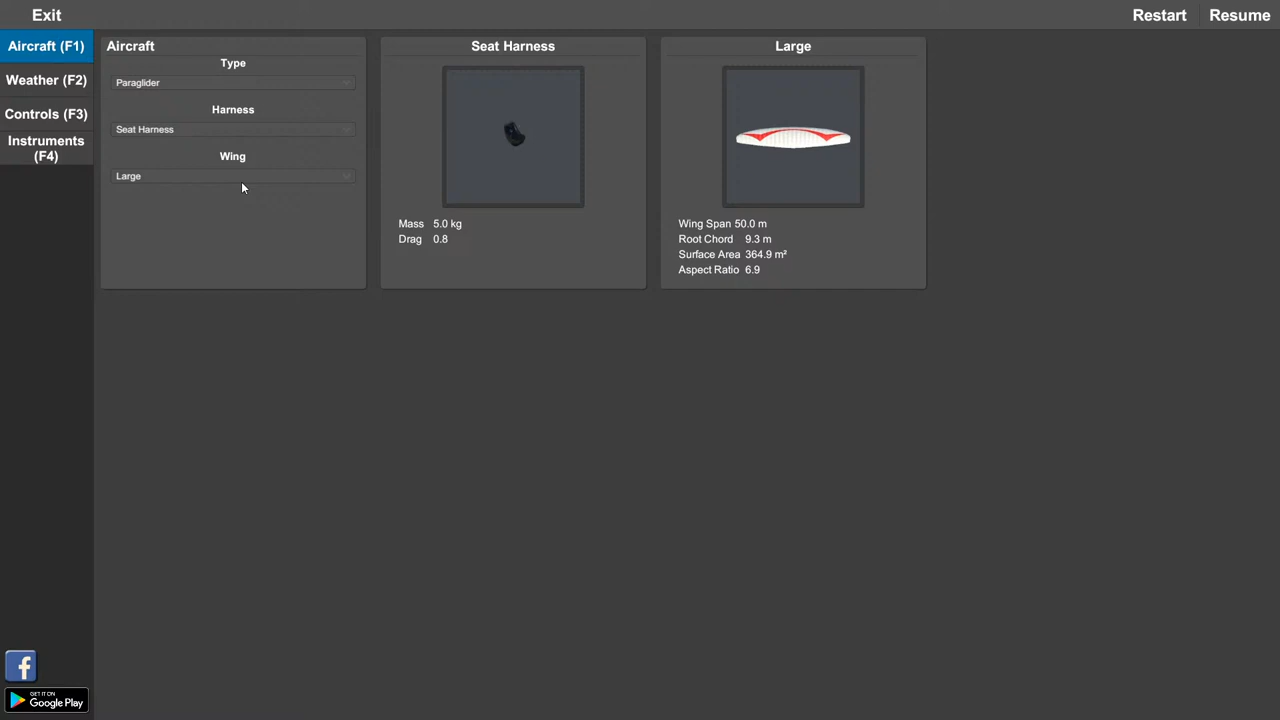 Exit
Restart
Resume
Aircraft (F1)
Weather (F2)
Controls (F3)
Instruments
(F4)
Aircraft
Type
Paraglider
Harness
Seat Harness
Wing
Large
Seat Harness
Mass 5.0 kg
Drag 0.8
Large
Wing Span 50.0 m
Root Chord 9.3 m
Surface Area 364.9 m²
Aspect Ratio 6.9
f
GET IT ON
Google Play